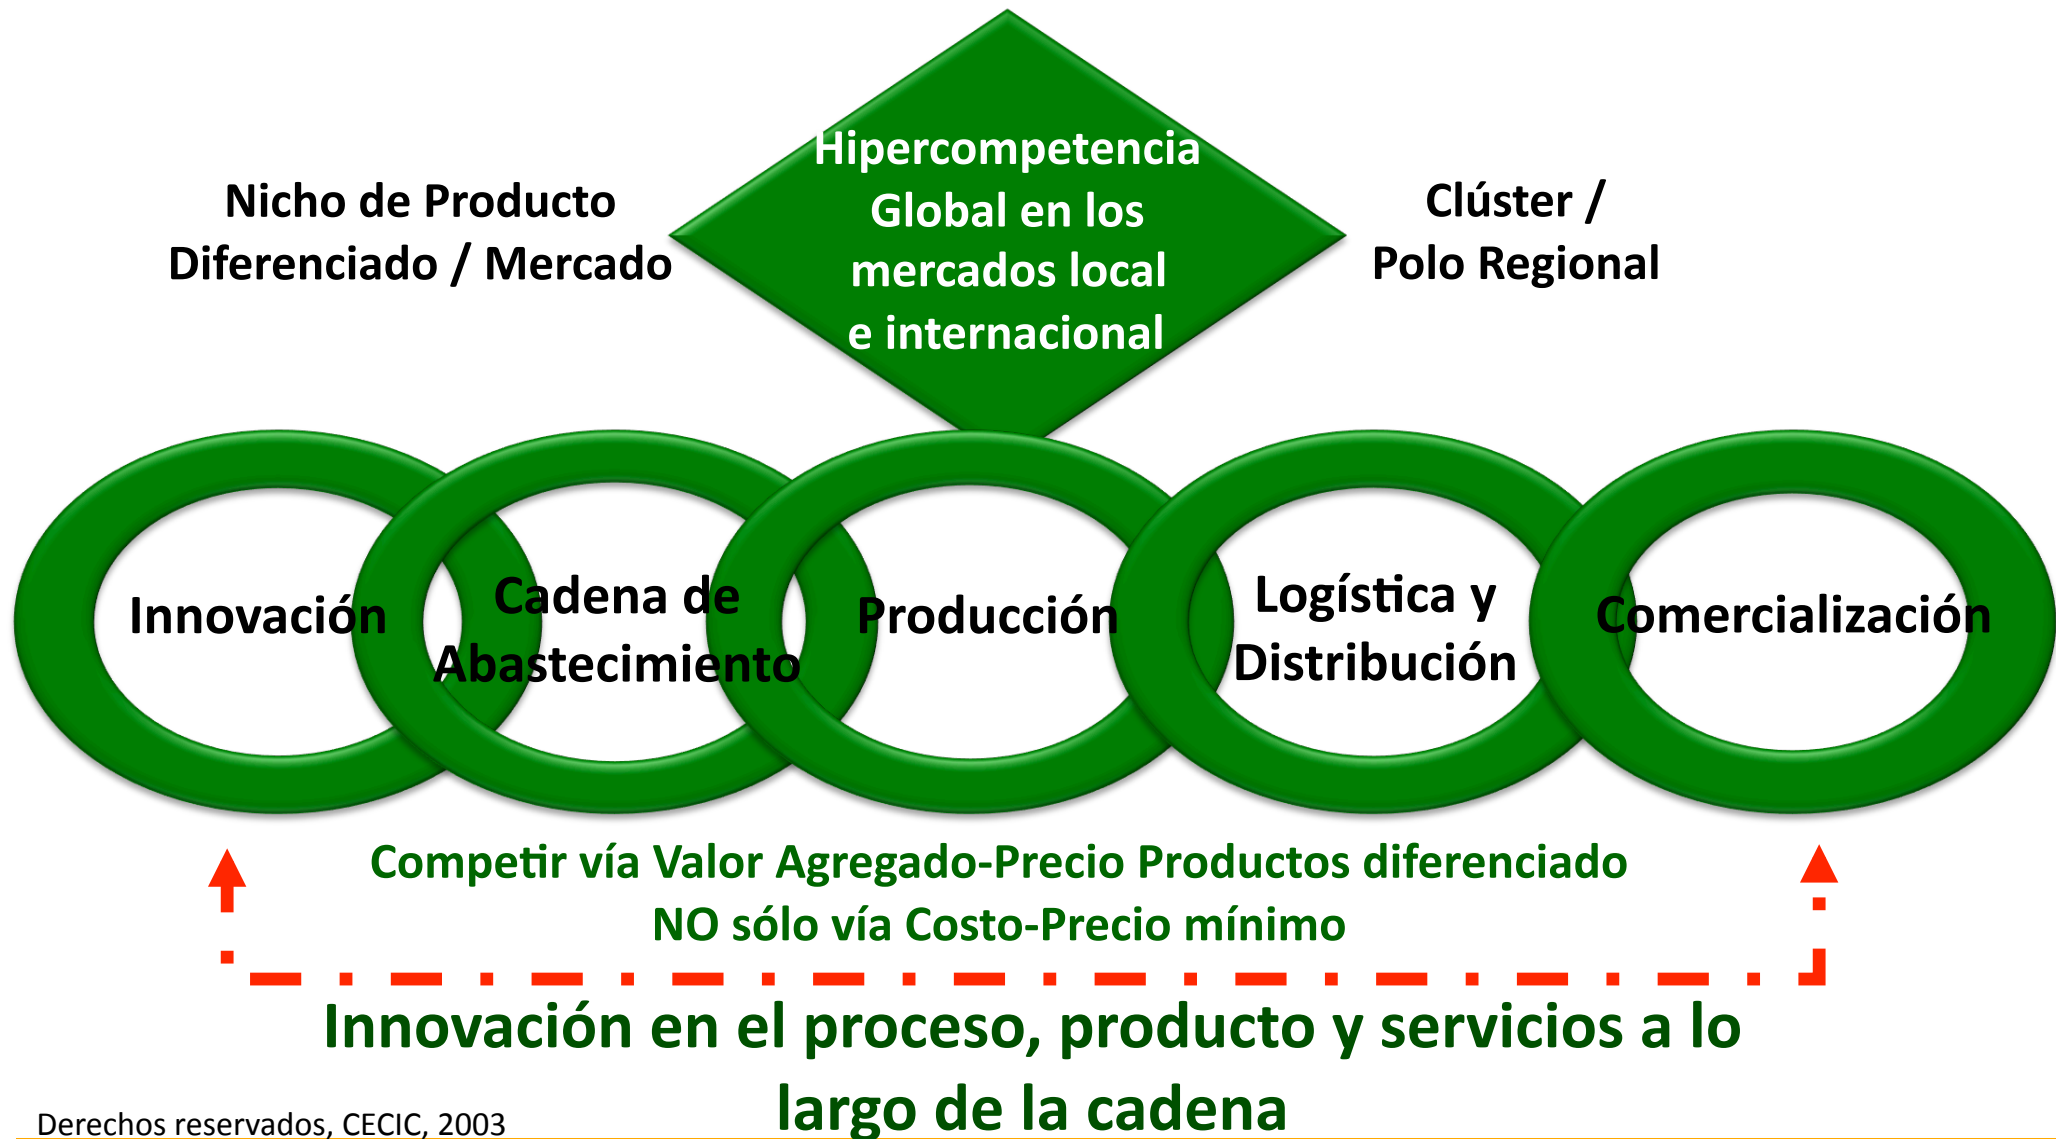 Hipercompetencia
Global en los
mercados local
e internacional
Nicho de Producto
Diferenciado / Mercado
Clúster /
Polo Regional
Innovación
Cadena de
Abastecimiento
Producción
Logística y
Distribución
Comercialización
Competir vía Valor Agregado-Precio Productos diferenciado
NO sólo vía Costo-Precio mínimo
Innovación en el proceso, producto y servicios a lo
largo de la cadena
Derechos reservados, CECIC, 2003